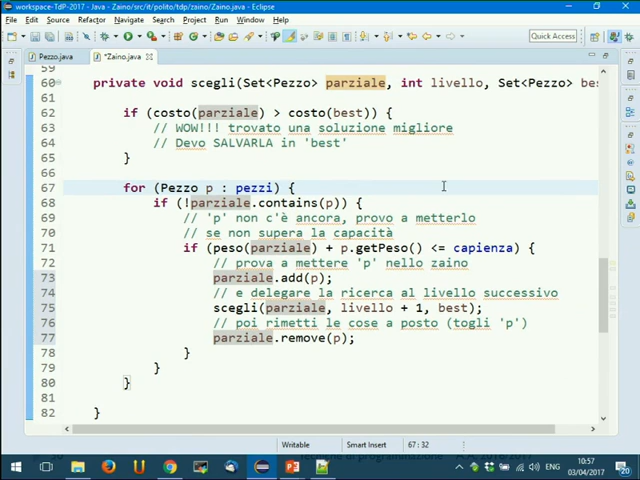 workspace-TdP-2017 - Java - Zaino/src/it/polito/tdp/zaino/Zaino.java - Eclipse
File Edit Source Refactor Navigate Search Project Run Window Help
Quick Access
Pezzo.java *Zaino.java
59
60 private void scegli(Set<Pezzo> parziale, int livello, Set<Pezzo> bes
61
62 if (costo(parziale) > costo(best)) {
63 // WOW!!! trovato una soluzione migliore
64 // Devo SALVARLA in 'best'
65 }
66
67 for (Pezzo p : pezzi) {
68 if (!parziale.contains(p)) {
69 // 'p' non c'è ancora, provo a metterlo
70 // se non supera la capacità
71 if (peso(parziale) + p.getPeso() <= capienza) {
72 // prova a mettere 'p' nello zaino
73 parziale.add(p);
74 // e delegare la ricerca al livello successivo
75 scegli(parziale, livello + 1, best);
76 // poi rimetti le cose a posto (togli 'p')
77 parziale.remove(p);
78 }
79 }
80 }
81
82 }
Writable Smart Insert 67 : 32
82 Tecniche di programmazione A.A. 2016/2017
ENG 10:57
03/04/2017 20